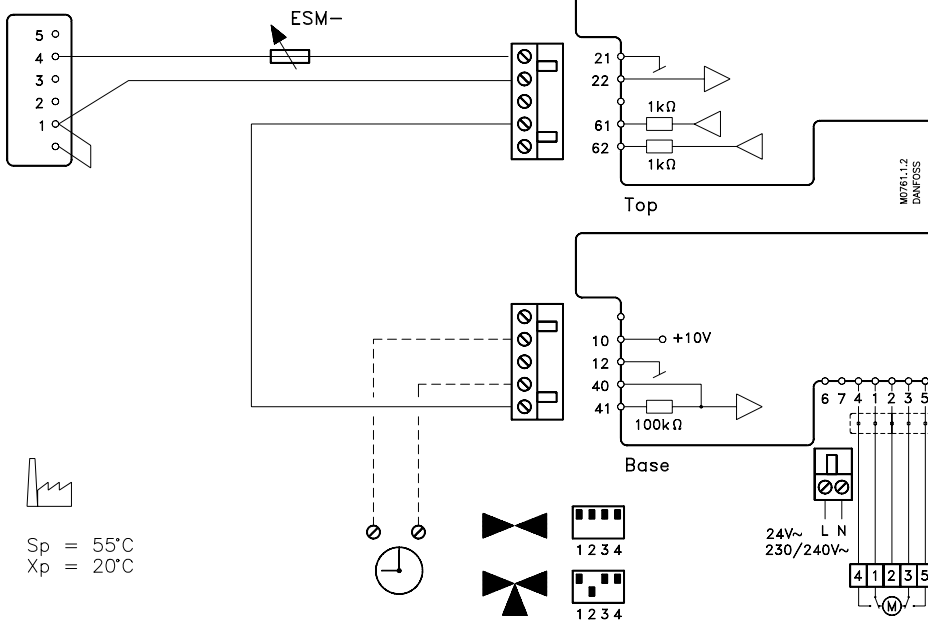 ESM-
5
4
3
2
1
21
22
1kΩ
61
62
1kΩ
Top
M0761.1.2
DANFOSS
10
+10V
12
40
41
100kΩ
6 7 4 1 2 3 5
Base
L N
24V~
230/240V~
Sp = 55°C
Xp = 20°C
1 2 3 4
4 1 2 3 5
M
1 2 3 4